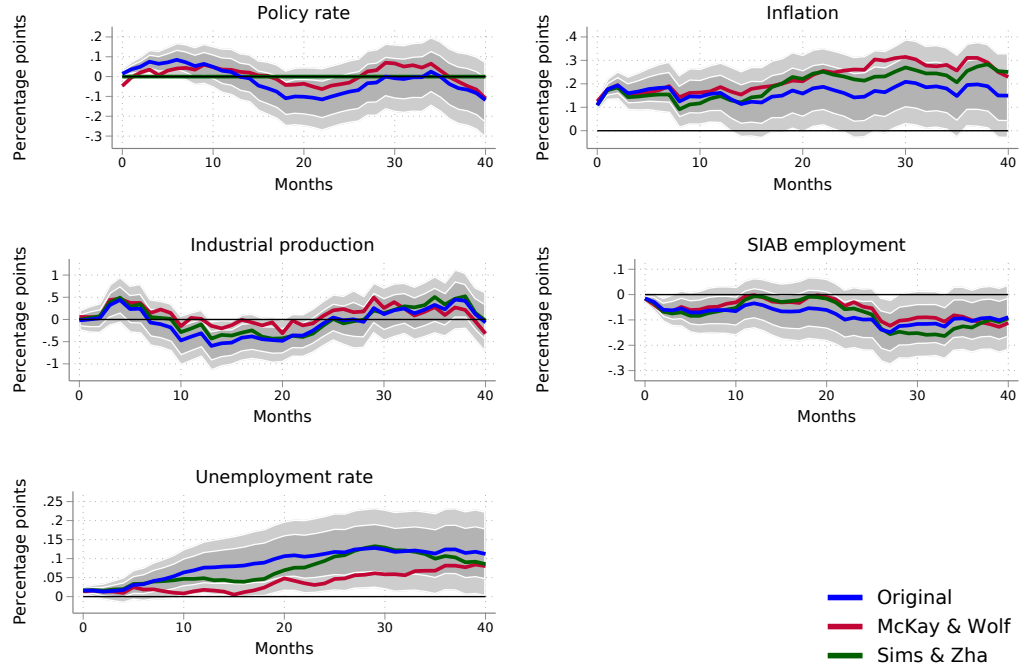 Policy rate
Percentage points
.2
.1
0
-.1
-.2
-.3
0 10 20 30 40
Months
Inflation
Percentage points
.4
.3
.2
.1
0
0 10 20 30 40
Months
Industrial production
Percentage points
1
.5
0
-.5
-1
0 10 20 30 40
Months
SIAB employment
Percentage points
.1
0
-.1
-.2
-.3
0 10 20 30 40
Months
Unemployment rate
Percentage points
.25
.2
.15
.1
.05
0
0 10 20 30 40
Months
Original
McKay & Wolf
Sims & Zha